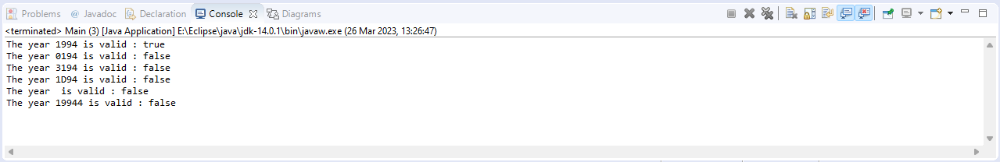 Problems @ Javadoc Declaration Console Diagrams
<terminated> Main (3) [Java Application] E:\Eclipse\java\jdk-14.0.1\bin\javaw.exe (26 Mar 2023, 13:26:47)
The year 1994 is valid : true
The year 0194 is valid : false
The year 3194 is valid : false
The year 1D94 is valid : false
The year  is valid : false
The year 19944 is valid : false